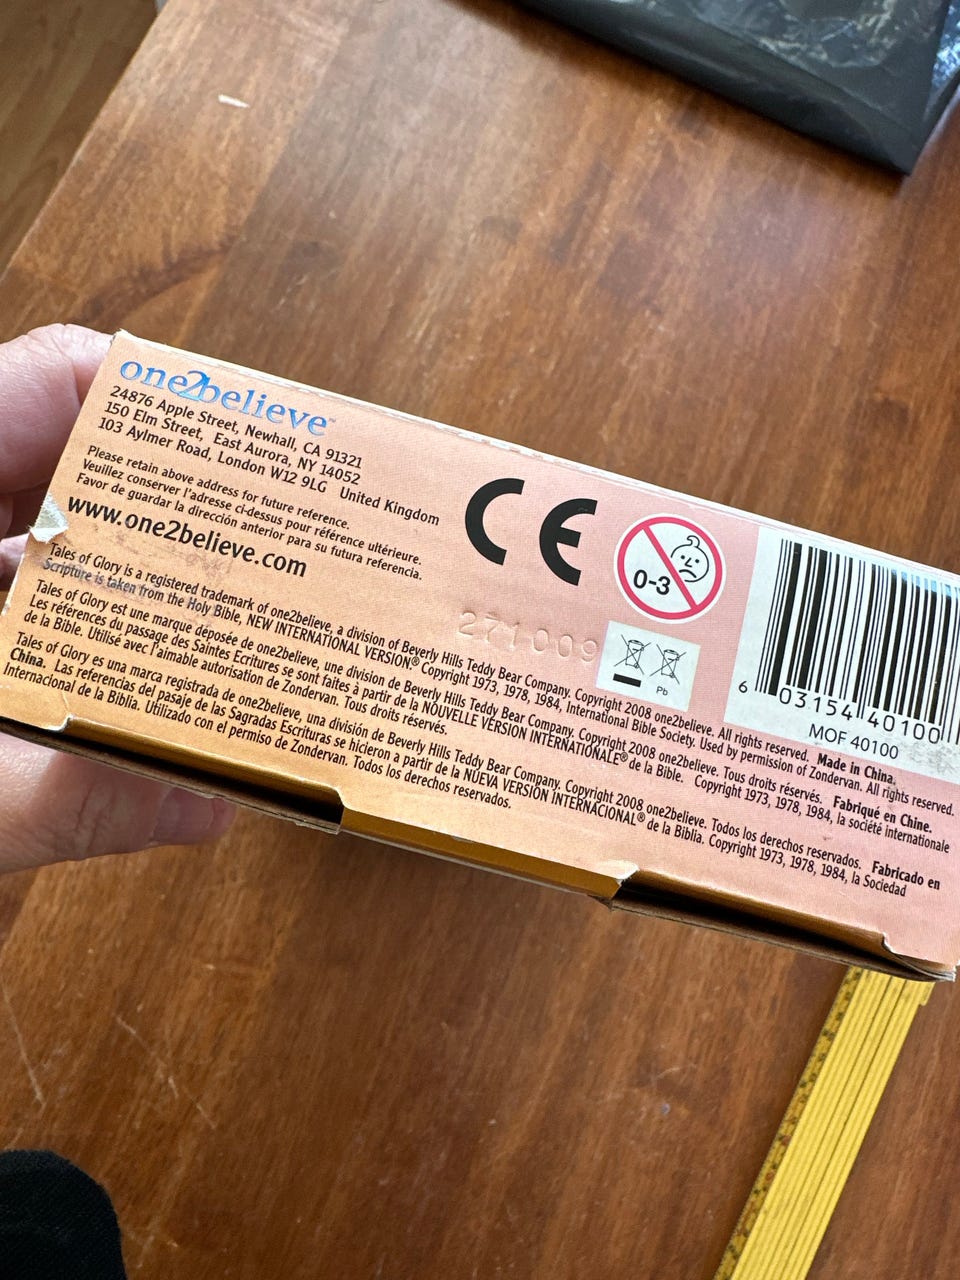 one2believe™
24876 Apple Street, Newhall, CA 91321
150 Elm Street, East Aurora, NY 14052
103 Aylmer Road, London W12 9LG United Kingdom
Please retain above address for future reference.
Veuillez conserver l'adresse ci-dessus pour référence ultérieure.
Favor de guardar la dirección anterior para su futura referencia.
www.one2believe.com
Tales of Glory is a registered trademark of one2believe, a division of Beverly Hills Teddy Bear Company. Copyright 2008 one2believe. All rights reserved. Made in China.
Scripture is taken from the Holy Bible, NEW INTERNATIONAL VERSION® Copyright 1973, 1978, 1984, International Bible Society. Used by permission of Zondervan. All rights reserved.
Tales of Glory est une marque déposée de one2believe, une division de Beverly Hills Teddy Bear Company. Copyright 2008 one2believe. Tous droits réservés. Fabriqué en Chine.
Les références du passage des Saintes Ecritures se sont faites à partir de la NOUVELLE VERSION INTERNATIONALE® de la Bible. Copyright 1973, 1978, 1984, la société internationale
de la Bible. Utilisé avec l'aimable autorisation de Zondervan. Tous droits réservés.
Tales of Glory es una marca registrada de one2believe, una división de Beverly Hills Teddy Bear Company. Copyright 2008 one2believe. Todos los derechos reservados. Fabricado en
China. Las referencias del pasaje de las Sagradas Escrituras se hicieron a partir de la NUEVA VERSIÓN INTERNACIONAL® de la Biblia. Copyright 1973, 1978, 1984, la Sociedad
Internacional de la Biblia. Utilizado con el permiso de Zondervan. Todos los derechos reservados.
CE
0-3
271009
Pb
6 03154 40100
MOF 40100